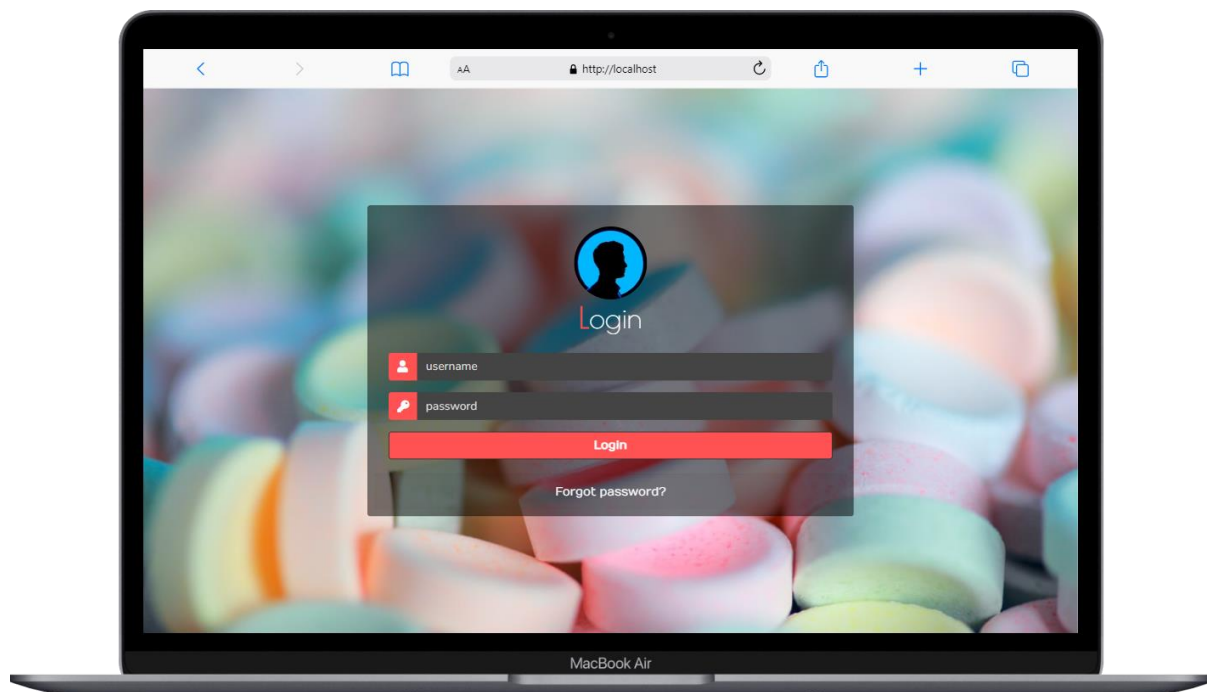 AA
http://localhost
Login
username
password
Login
Forgot password?
MacBook Air